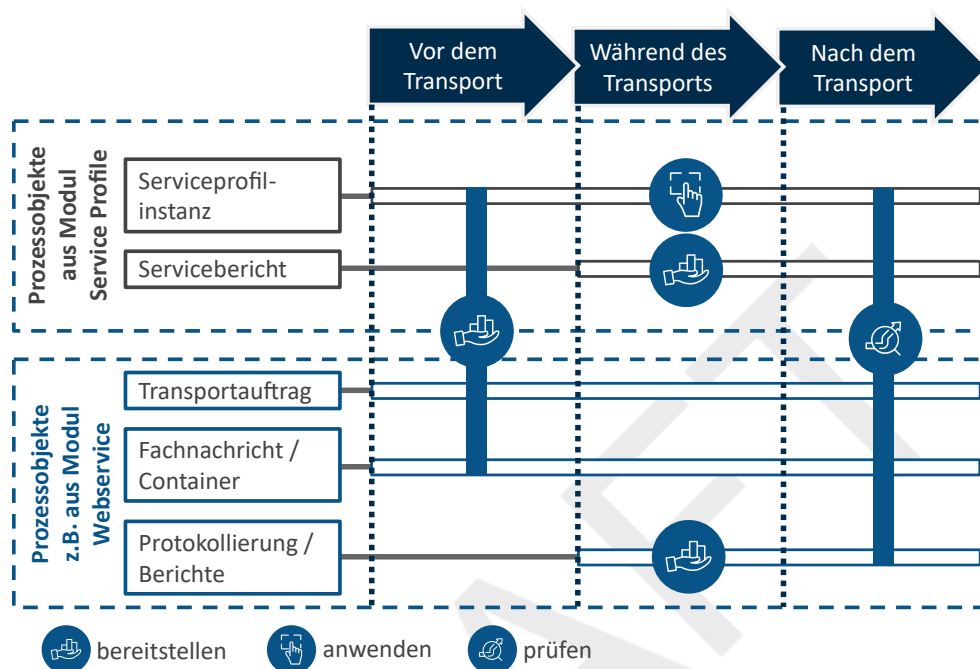 Vor dem
Transport
Während des
Transports
Nach dem
Transport
Prozessobjekte
aus Modul
Service Profile
Serviceprofil-
instanz
Servicebericht
Prozessobjekte
z.B. aus Modul
Webservice
Transportauftrag
Fachnachricht /
Container
Protokollierung /
Berichte
bereitstellen
anwenden
prüfen